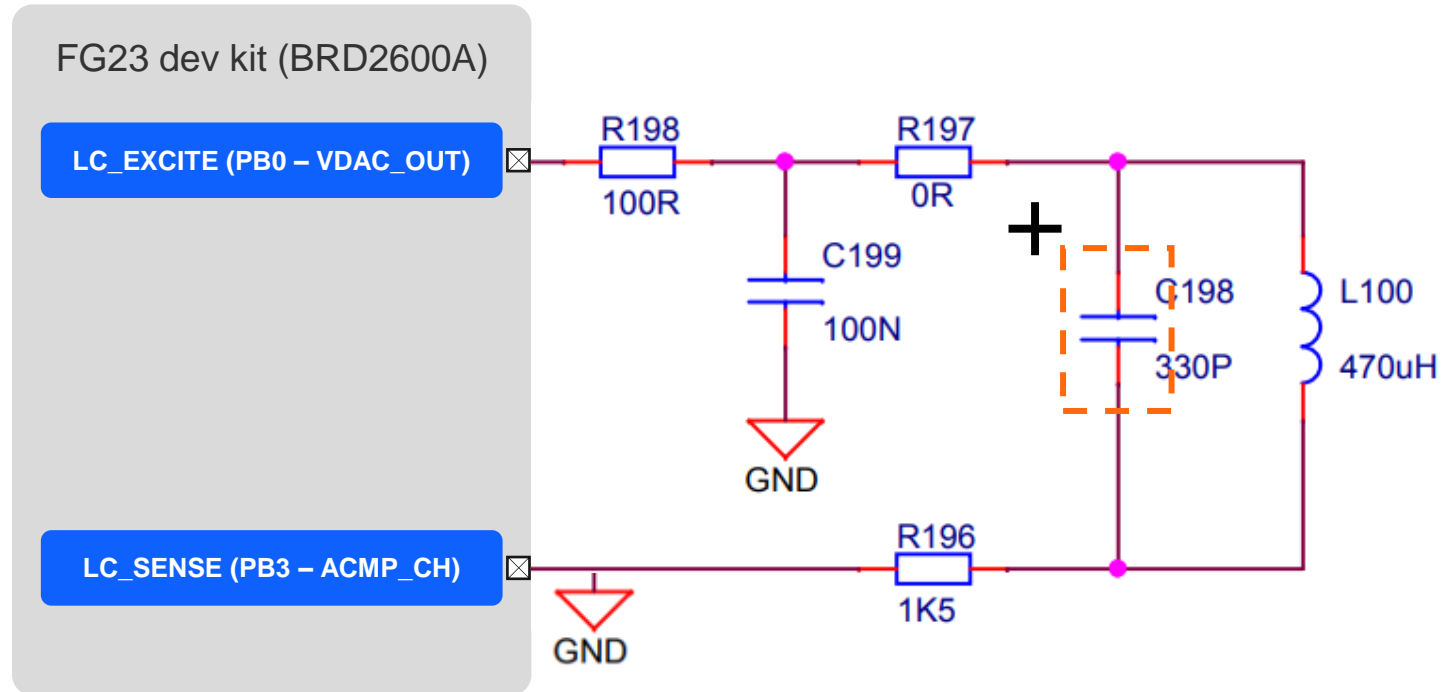 FG23 dev kit (BRD2600A)
LC_EXCITE (PB0 – VDAC_OUT)
R198
100R
R197
0R
C199
100N
GND
C198
330P
L100
470uH
LC_SENSE (PB3 – ACMP_CH)
GND
R196
1K5